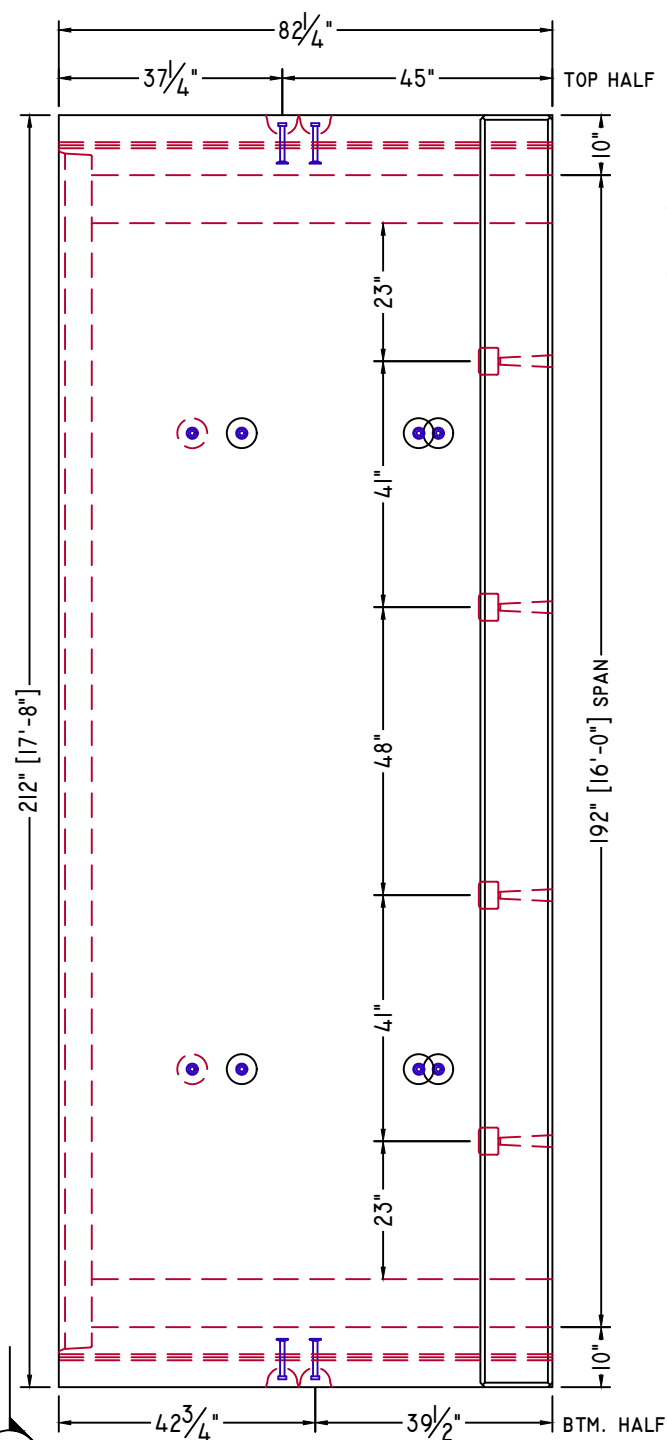 82 1/4"
37 1/4" 45" TOP HALF
10"
23"
41"
212" [17'-8"] 48" 192" [16'-0"] SPAN
41"
23"
10"
42 3/4" 39 1/2" BTM. HALF